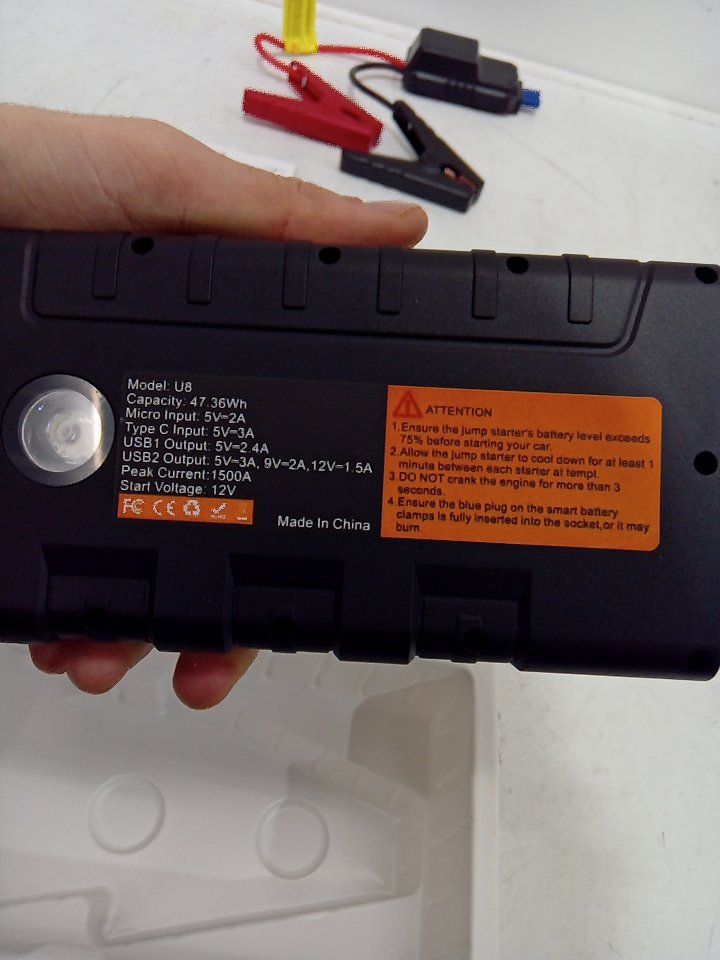 Model: U8
Capacity: 47.36Wh
Micro Input: 5V=2A
Type C Input: 5V=3A
USB1 Output: 5V=2.4A
USB2 Output: 5V=3A, 9V=2A,12V=1.5A
Peak Current:1500A
Start Voltage: 12V
FC CE
Made In China
ATTENTION
1.Ensure the jump starter's battery level exceeds
75% before starting your car.
2.Allow the jump starter to cool down for at least 1
minute between each starter at tempt.
3.DO NOT crank the engine for more than 3
seconds.
4.Ensure the blue plug on the smart battery
clamps is fully inserted into the socket,or it may
burn.